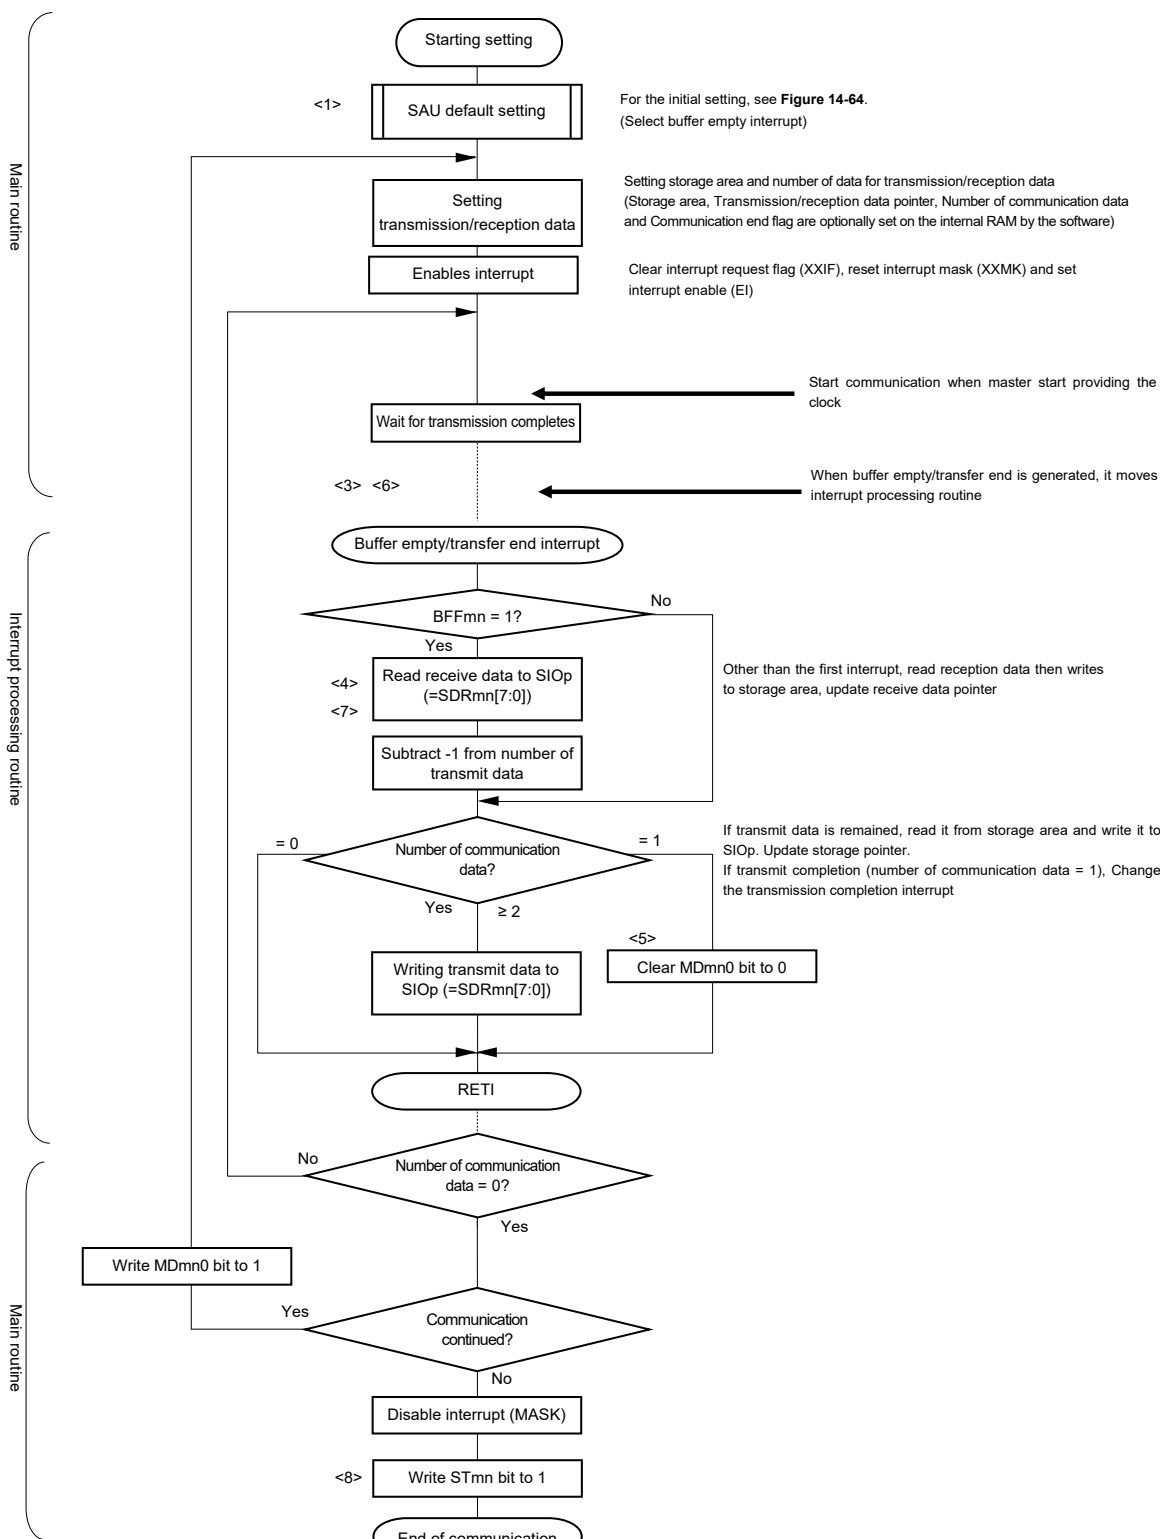 Starting setting
<1>
SAU default setting
For the initial setting, see Figure 14-64.
(Select buffer empty interrupt)
Main routine
Setting
transmission/reception data
Setting storage area and number of data for transmission/reception data
(Storage area, Transmission/reception data pointer, Number of communication data
and Communication end flag are optionally set on the internal RAM by the software)
Enables interrupt
Clear interrupt request flag (XXIF), reset interrupt mask (XXMK) and set
interrupt enable (EI)
Start communication when master start providing the
clock
Wait for transmission completes
<3> <6>
When buffer empty/transfer end is generated, it moves
interrupt processing routine
Buffer empty/transfer end interrupt
Interrupt processing routine
BFFmn = 1?
No
Yes
<4>
<7>
Read receive data to SIOp
(=SDRmn[7:0])
Other than the first interrupt, read reception data then writes
to storage area, update receive data pointer
Subtract -1 from number of
transmit data
= 0
Number of communication
data?
= 1
If transmit data is remained, read it from storage area and write it to
SIOp. Update storage pointer.
If transmit completion (number of communication data = 1), Change
the transmission completion interrupt
Yes
≥ 2
<5>
Writing transmit data to
SIOp (=SDRmn[7:0])
Clear MDmn0 bit to 0
RETI
No
Number of communication
data = 0?
Yes
Write MDmn0 bit to 1
Main routine
Yes
Communication
continued?
No
Disable interrupt (MASK)
<8>
Write STmn bit to 1
End of communication